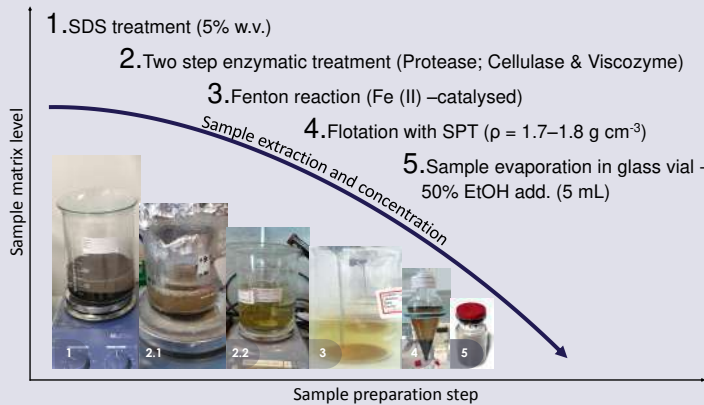 1.SDS treatment (5% w.v.)
2.Two step enzymatic treatment (Protease; Cellulase & Viscozyme)
3.Fenton reaction (Fe (II) –catalysed)
4.Flotation with SPT (ρ = 1.7–1.8 g cm-3)
5.Sample evaporation in glass vial -
50% EtOH add. (5 mL)
Sample extraction and concentration
Sample matrix level
1
2.1
2.2
3
4
5
Sample preparation step